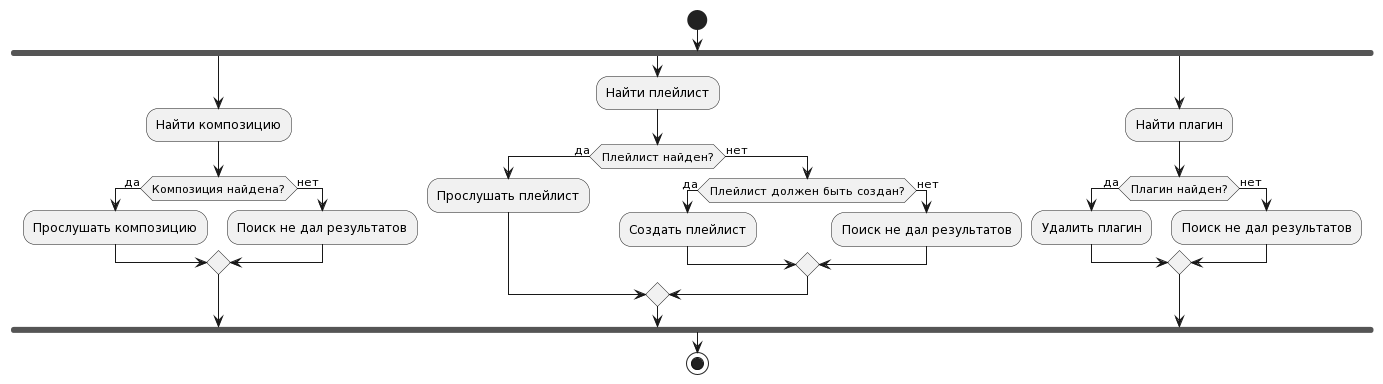 Найти плейлист
Найти композицию
Найти плагин
да
Плейлист найден?
нет
да
Композиция найдена?
нет
Прослушать плейлист
да
Плейлист должен быть создан?
нет
да
Плагин найден?
нет
Прослушать композицию
Поиск не дал результатов
Создать плейлист
Поиск не дал результатов
Удалить плагин
Поиск не дал результатов